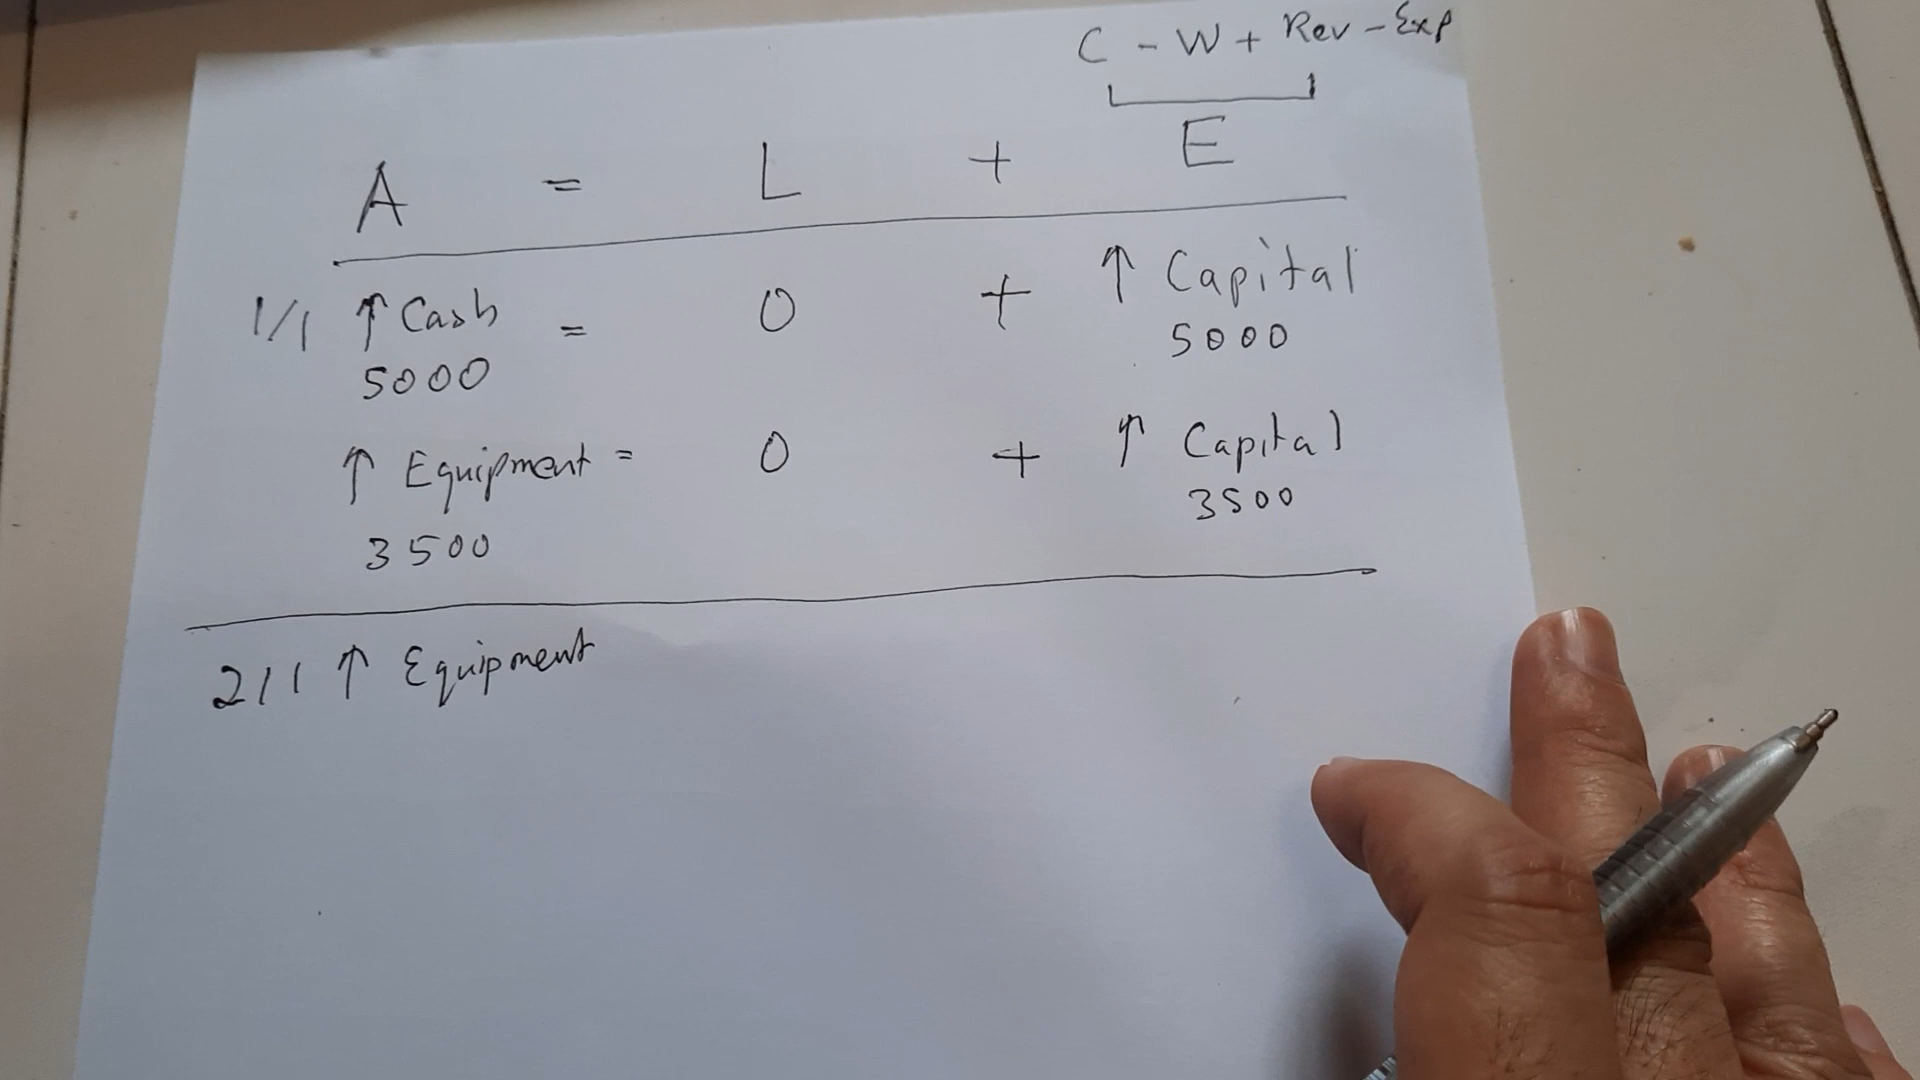 C - W + Rev - Exp
A = L + E
1/1 ↑ Cash = 0 + ↑ Capital
5000 5000
↑ Equipment = 0 + ↑ Capital
3500 3500
2/1 ↑ Equipment